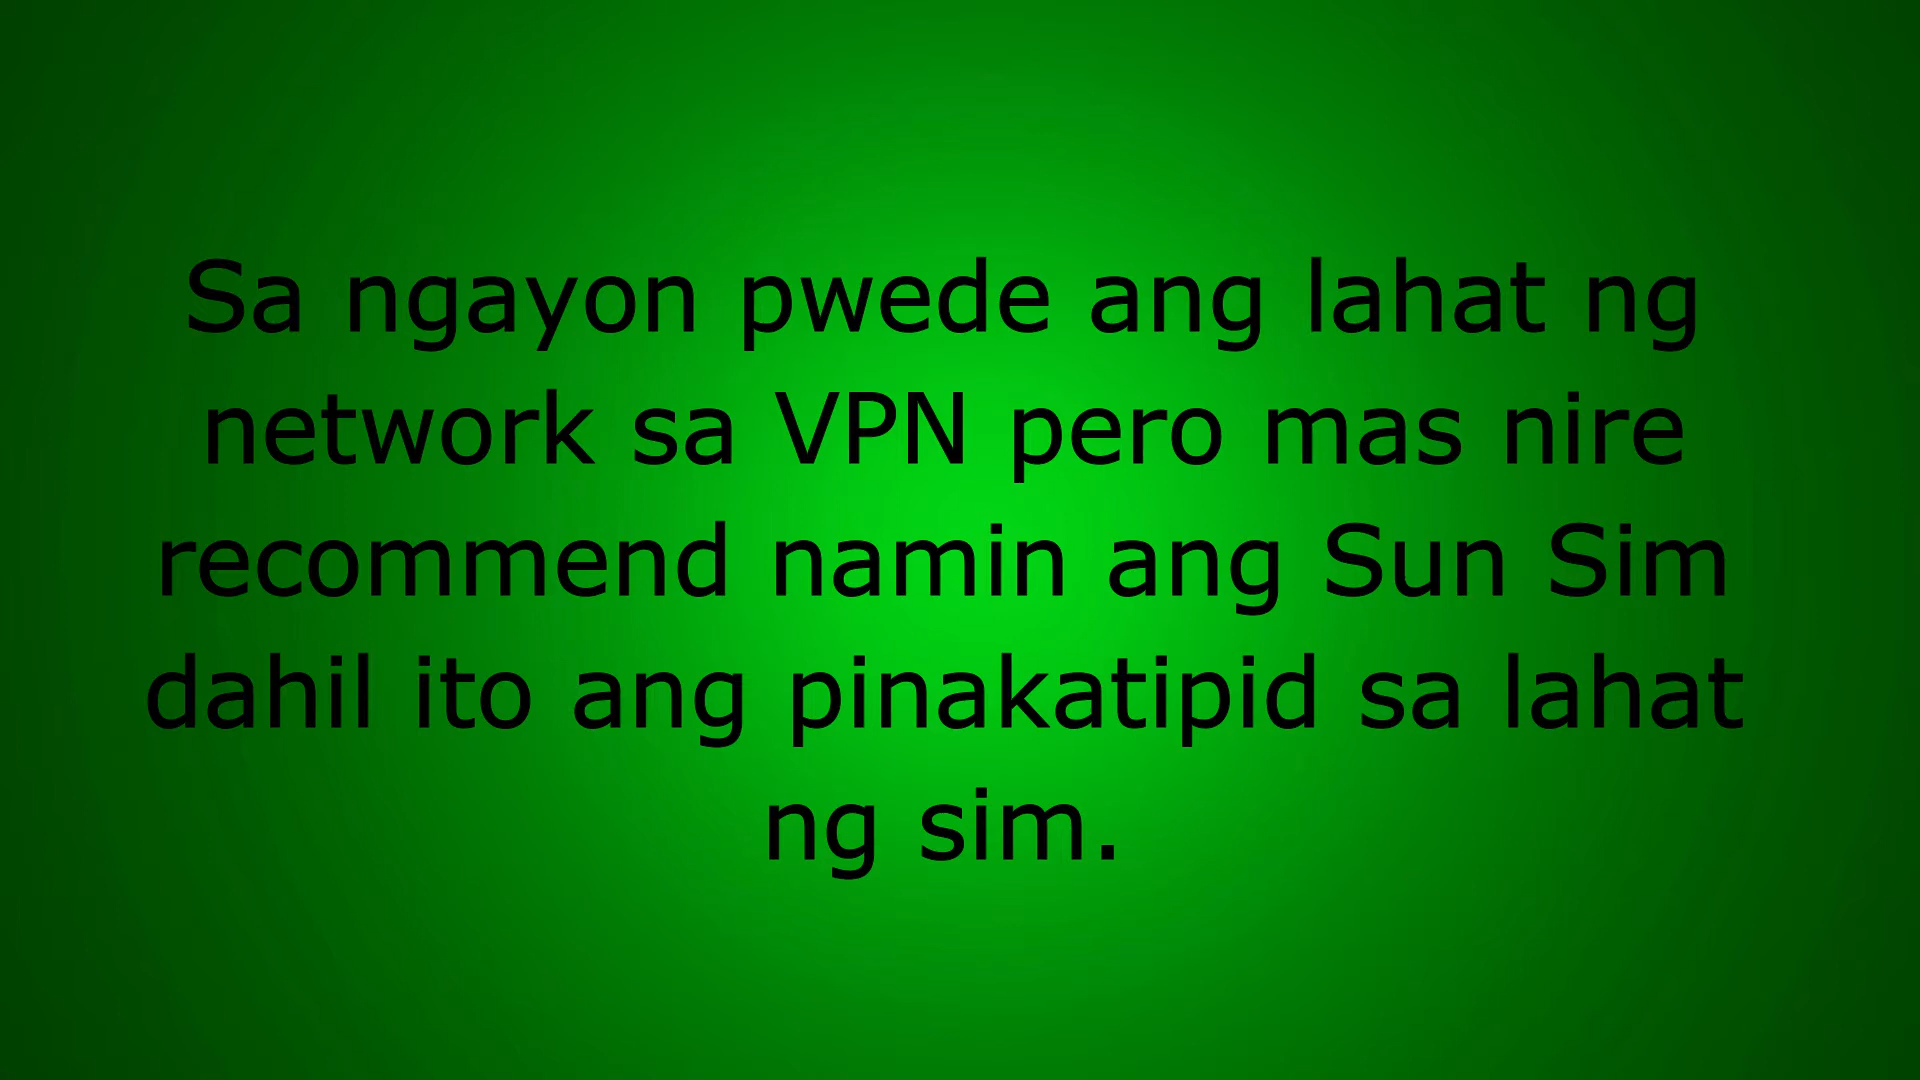 Sa ngayon pwede ang lahat ng
network sa VPN pero mas nire
recommend namin ang Sun Sim
dahil ito ang pinakatipid sa lahat
ng sim.